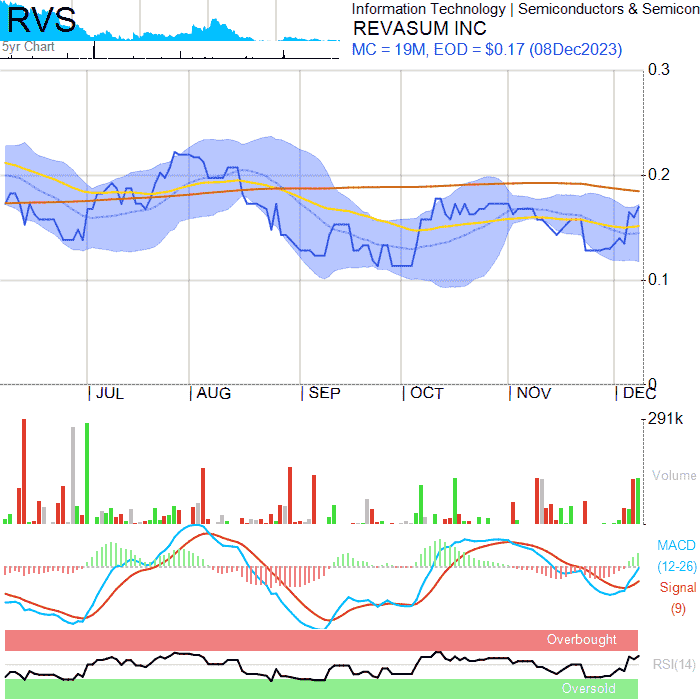 RVS
5yr Chart
Information Technology | Semiconductors & Semicon
REVASUM INC
MC = 19M, EOD = $0.17 (08Dec2023)
0.3
0.2
0.1
0
JUL
AUG
SEP
OCT
NOV
DEC
291k
Volume
MACD
(12-26)
Signal
(9)
Overbought
RSI(14)
Oversold